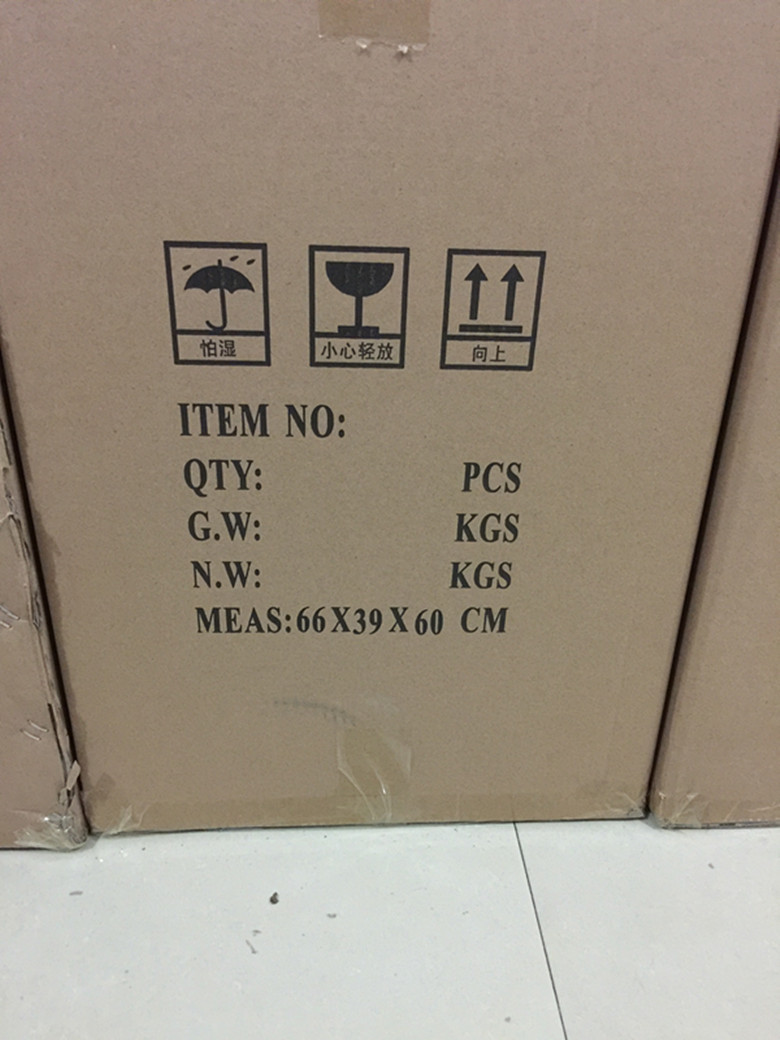 怕湿 小心轻放 向上
ITEM NO:
QTY: PCS
G.W: KGS
N.W: KGS
MEAS:66X39X60 CM